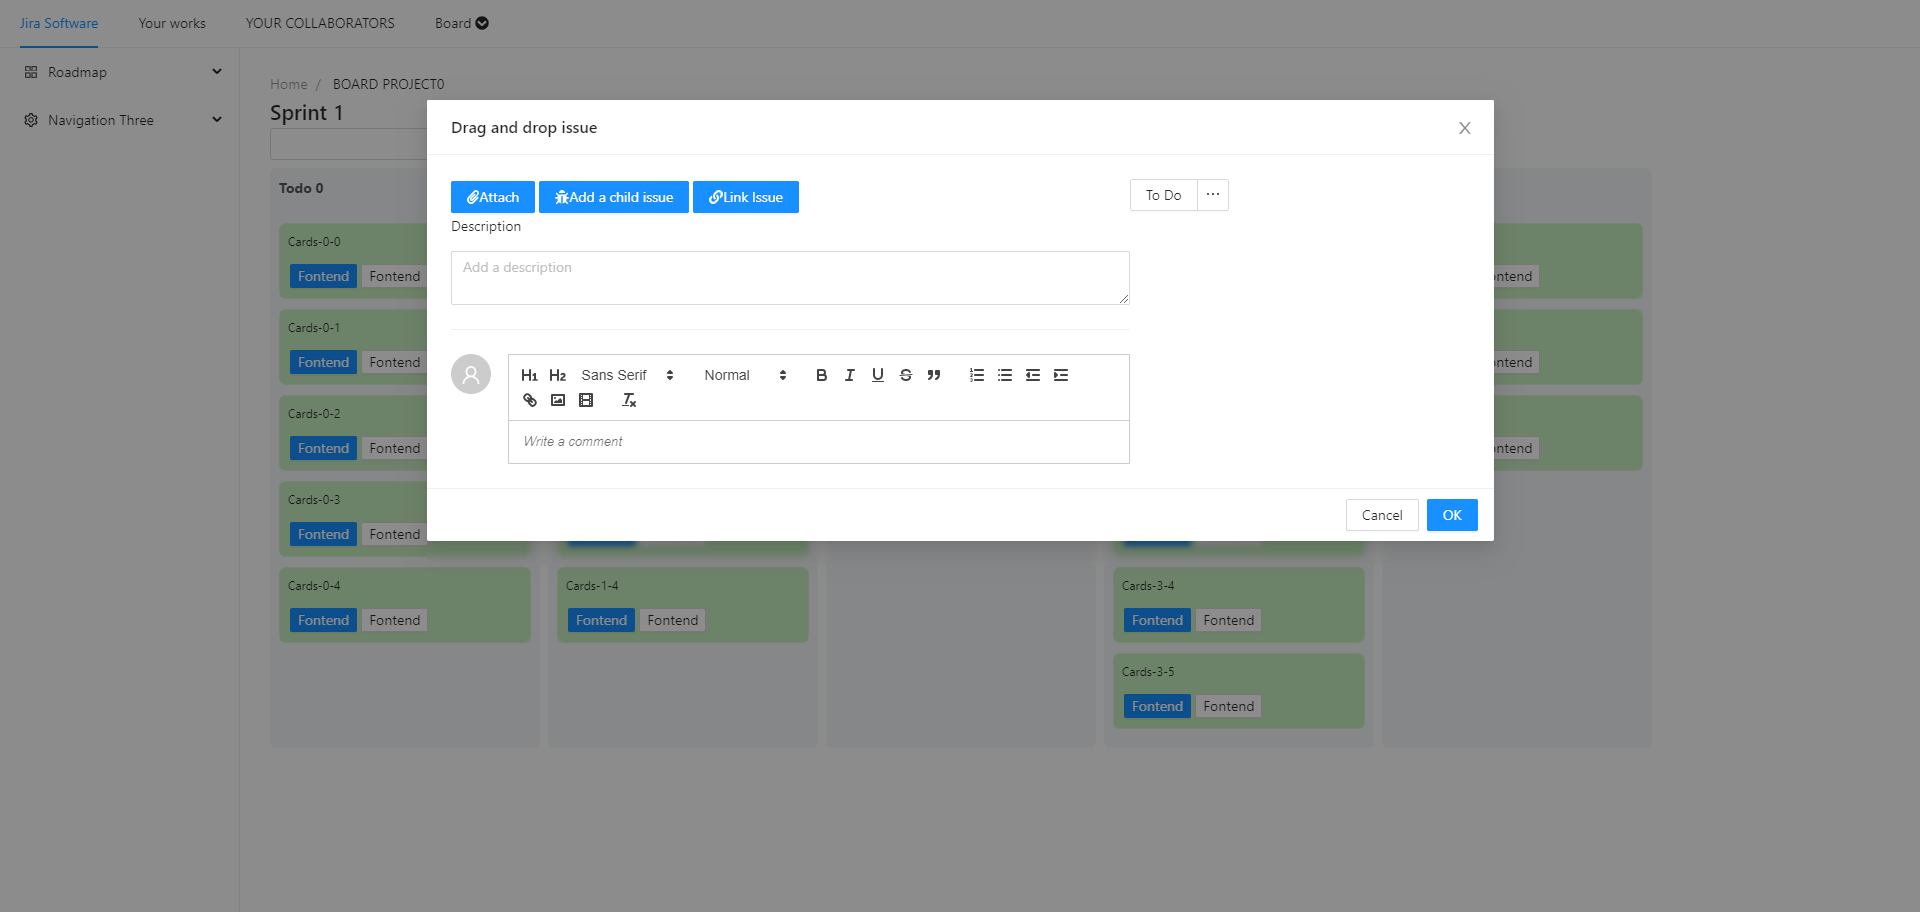 Jira Software Your works YOUR COLLABORATORS Board
Roadmap
Navigation Three
Home / BOARD PROJECT0
Sprint 1
Drag and drop issue
Attach Add a child issue Link Issue
To Do
Description
Add a description
H1 H2 Sans Serif Normal B I U S
Write a comment
Cancel OK
Todo 0
Cards-0-0
Fontend Fontend
Cards-0-1
Fontend Fontend
Cards-0-2
Fontend Fontend
Cards-0-3
Fontend Fontend
Cards-0-4
Fontend Fontend
Cards-1-4
Fontend Fontend
Cards-3-4
Fontend Fontend
Cards-3-5
Fontend Fontend
ontend
ontend
ontend